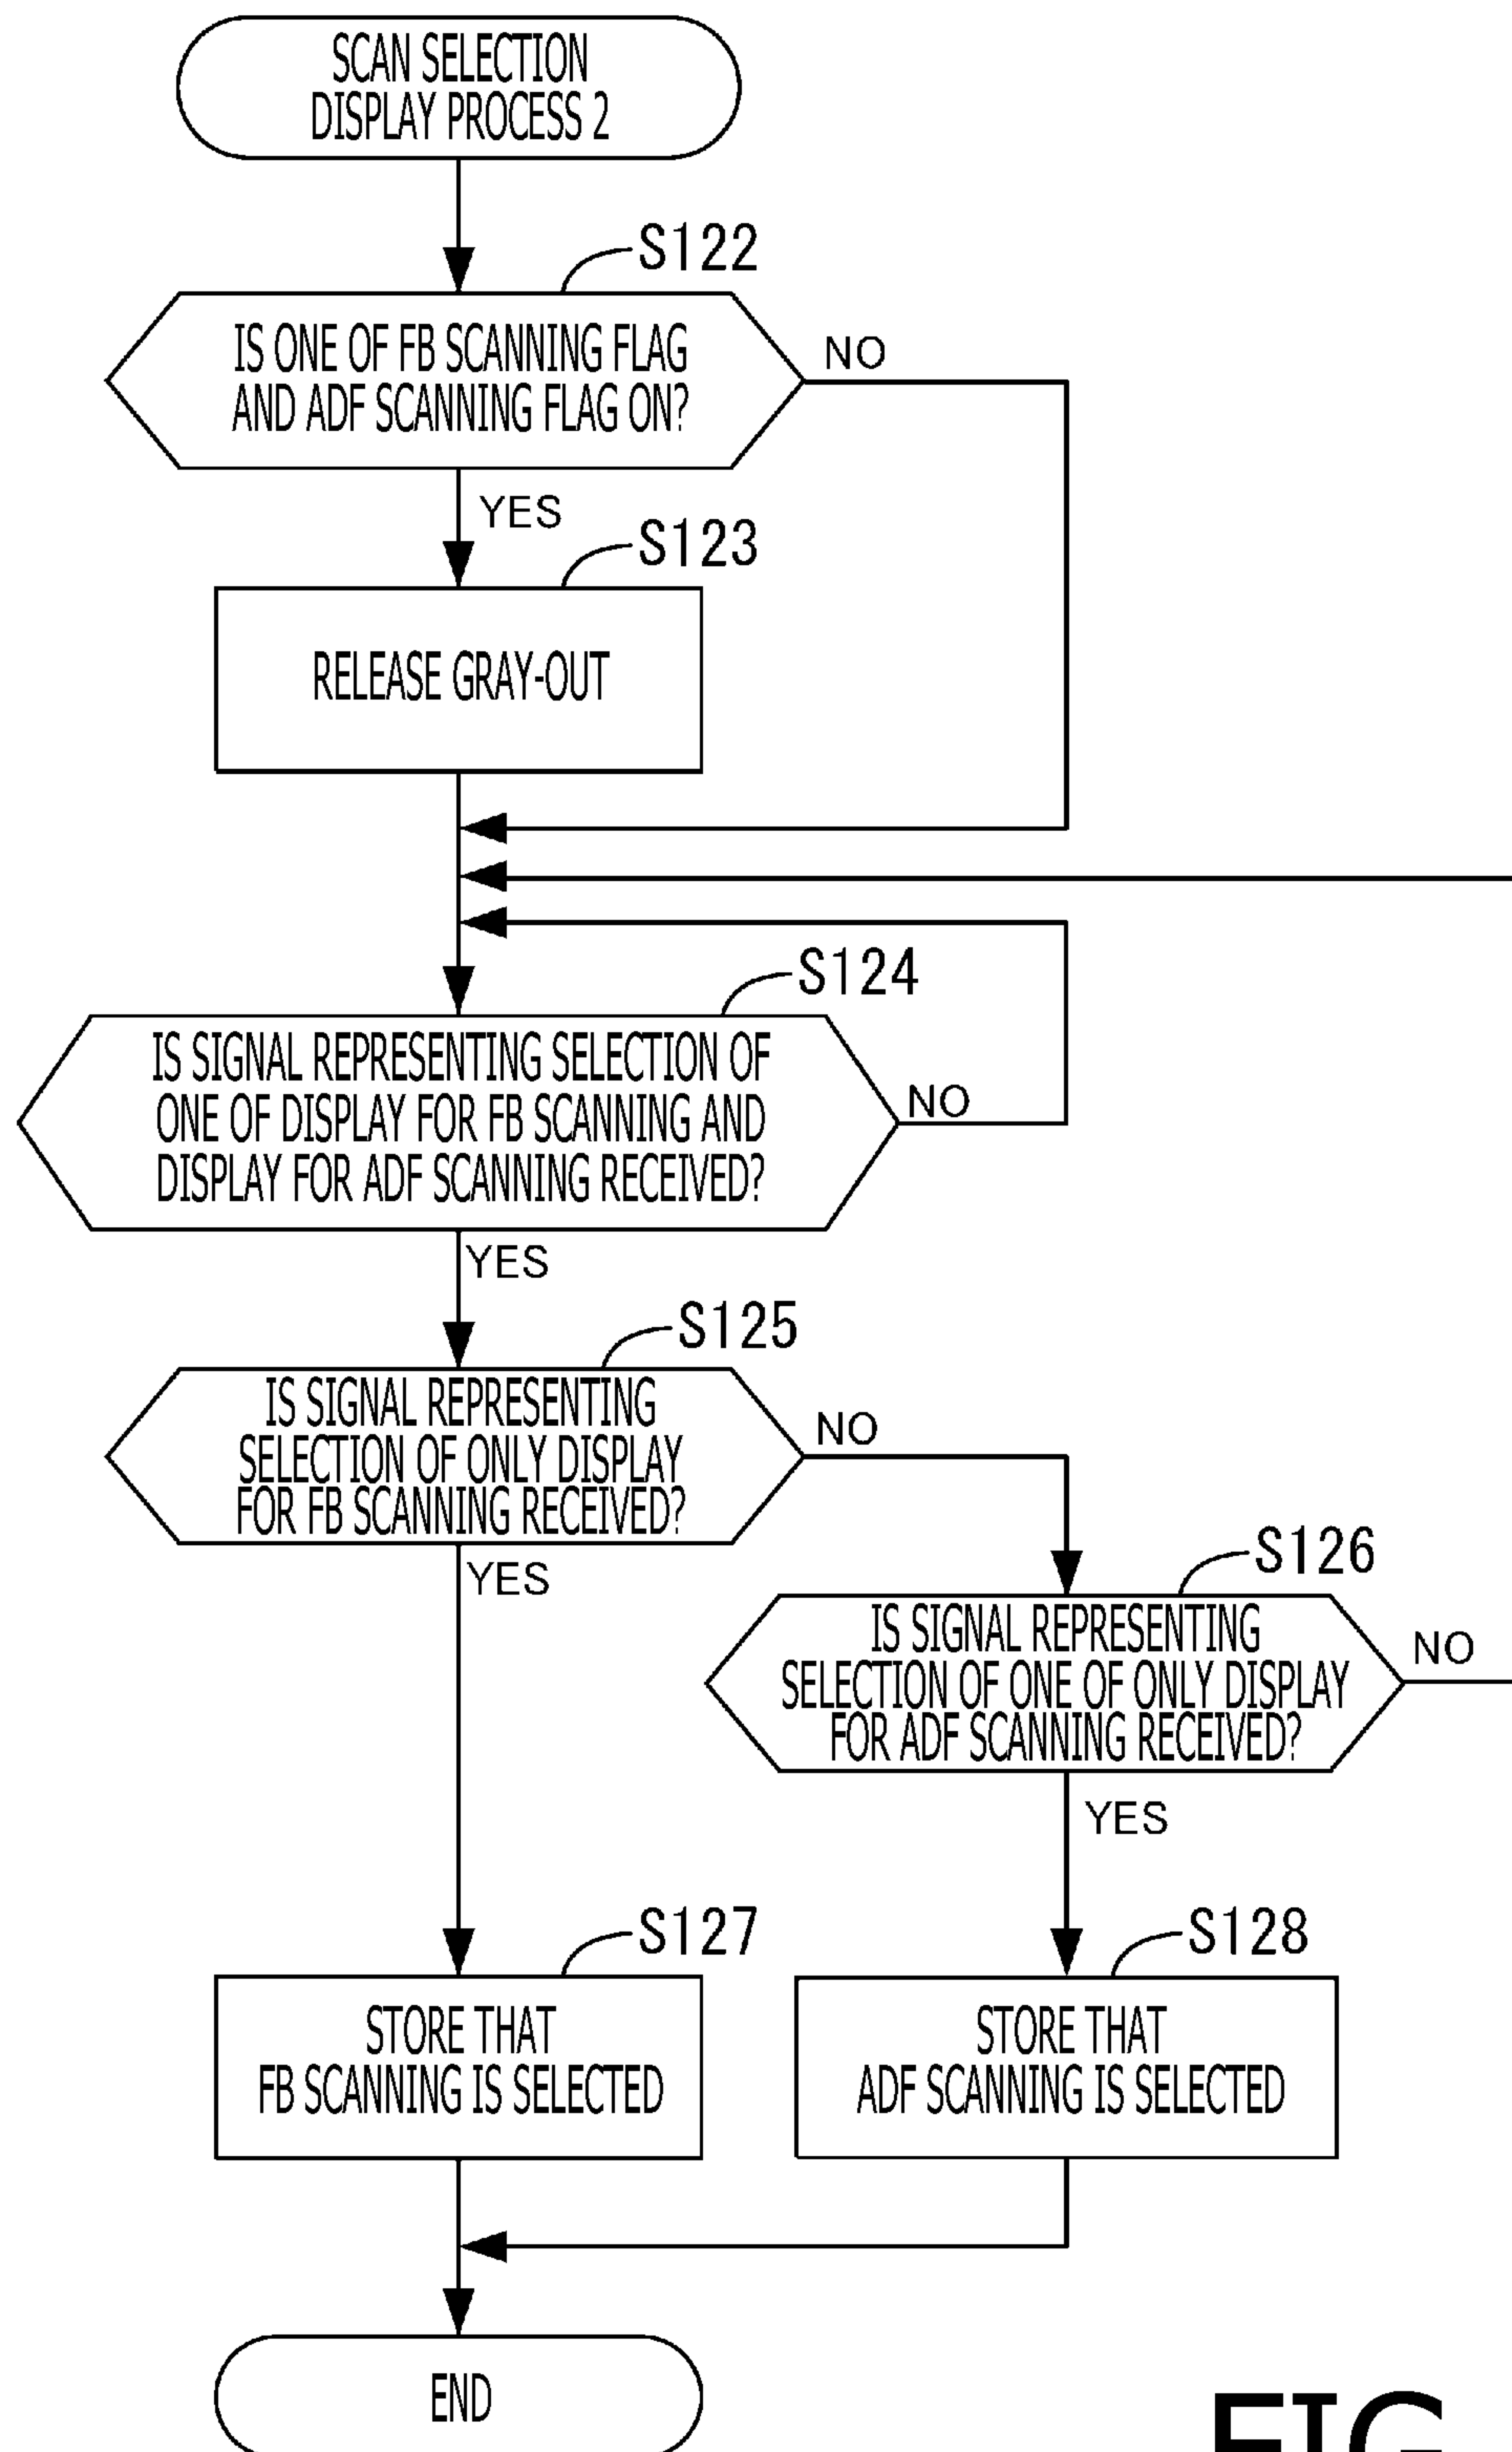 SCAN SELECTION
DISPLAY PROCESS 2
S122
IS ONE OF FB SCANNING FLAG
AND ADF SCANNING FLAG ON?
NO
YES
S123
RELEASE GRAY-OUT
S124
IS SIGNAL REPRESENTING SELECTION OF
ONE OF DISPLAY FOR FB SCANNING AND
DISPLAY FOR ADF SCANNING RECEIVED?
NO
YES
S125
IS SIGNAL REPRESENTING
SELECTION OF ONLY DISPLAY
FOR FB SCANNING RECEIVED?
NO
YES
S126
IS SIGNAL REPRESENTING
SELECTION OF ONE OF ONLY DISPLAY
FOR ADF SCANNING RECEIVED?
NO
YES
S127
STORE THAT
FB SCANNING IS SELECTED
S128
STORE THAT
ADF SCANNING IS SELECTED
END